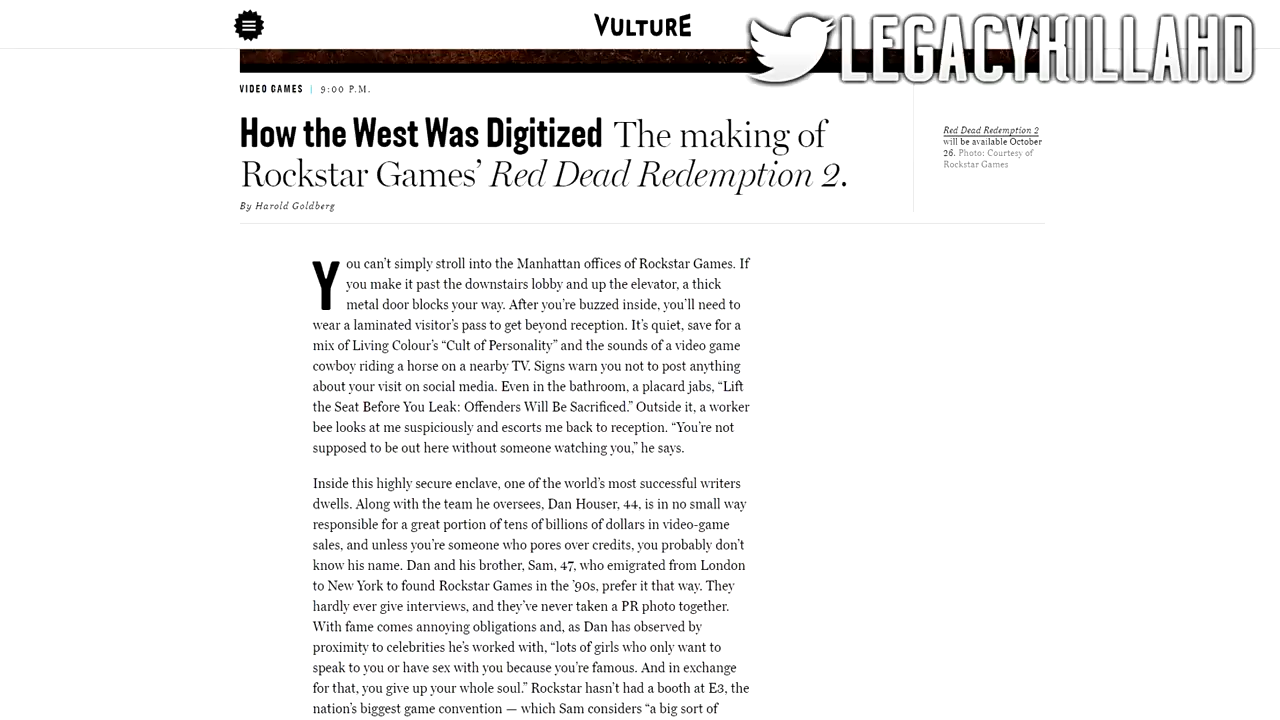 VULTURE
LEGACYKILLAHD
VIDEO GAMES | 9:00 P.M.
How the West Was Digitized The making of
Rockstar Games’ Red Dead Redemption 2.
By Harold Goldberg
Red Dead Redemption 2
will be available October
26. Photo: Courtesy of
Rockstar Games
You can’t simply stroll into the Manhattan offices of Rockstar Games. If
you make it past the downstairs lobby and up the elevator, a thick
metal door blocks your way. After you’re buzzed inside, you’ll need to
wear a laminated visitor’s pass to get beyond reception. It’s quiet, save for a
mix of Living Colour’s “Cult of Personality” and the sounds of a video game
cowboy riding a horse on a nearby TV. Signs warn you not to post anything
about your visit on social media. Even in the bathroom, a placard jabs, “Lift
the Seat Before You Leak: Offenders Will Be Sacrificed.” Outside it, a worker
bee looks at me suspiciously and escorts me back to reception. “You’re not
supposed to be out here without someone watching you,” he says.
Inside this highly secure enclave, one of the world’s most successful writers
dwells. Along with the team he oversees, Dan Houser, 44, is in no small way
responsible for a great portion of tens of billions of dollars in video-game
sales, and unless you’re someone who pores over credits, you probably don’t
know his name. Dan and his brother, Sam, 47, who emigrated from London
to New York to found Rockstar Games in the ’90s, prefer it that way. They
hardly ever give interviews, and they’ve never taken a PR photo together.
With fame comes annoying obligations and, as Dan has observed by
proximity to celebrities he’s worked with, “lots of girls who only want to
speak to you or have sex with you because you’re famous. And in exchange
for that, you give up your whole soul.” Rockstar hasn’t had a booth at E3, the
nation’s biggest game convention — which Sam considers “a big sort of